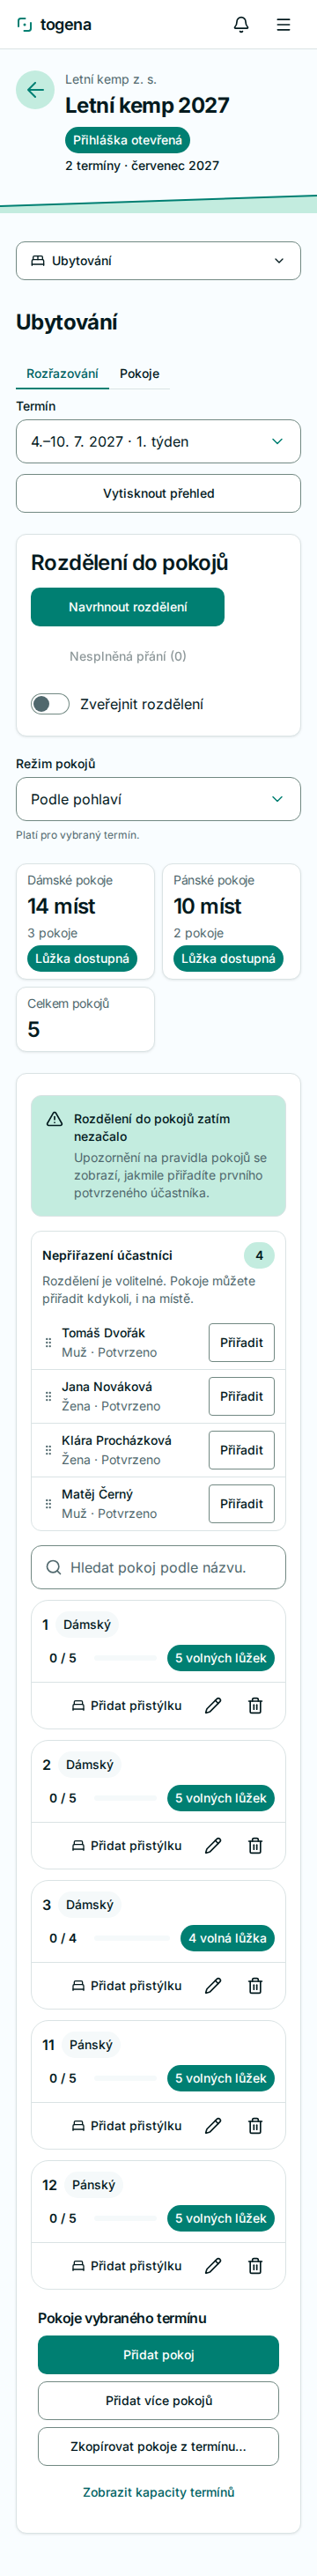 togena
Letní kemp z. s.
Letní kemp 2027
Přihláška otevřená
2 termíny · červenec 2027
Ubytování
Ubytování
Rozřazování Pokoje
Termín
4.–10. 7. 2027 · 1. týden
Vytisknout přehled
Rozdělení do pokojů
Navrhnout rozdělení
Nesplněná přání (0)
Zveřejnit rozdělení
Režim pokojů
Podle pohlaví
Platí pro vybraný termín.
Dámské pokoje
14 míst
3 pokoje
Lůžka dostupná
Pánské pokoje
10 míst
2 pokoje
Lůžka dostupná
Celkem pokojů
5
Rozdělení do pokojů zatím
nezačalo
Upozornění na pravidla pokojů se
zobrazí, jakmile přiřadíte prvního
potvrzeného účastníka.
Nepřiřazení účastníci 4
Rozdělení je volitelné. Pokoje můžete
přiřadit kdykoli, i na místě.
Tomáš Dvořák
Muž · Potvrzeno
Přiřadit
Jana Nováková
Žena · Potvrzeno
Přiřadit
Klára Procházková
Žena · Potvrzeno
Přiřadit
Matěj Černý
Muž · Potvrzeno
Přiřadit
Hledat pokoj podle názvu.
1 Dámský
0 / 5 5 volných lůžek
Přidat přistýlku
2 Dámský
0 / 5 5 volných lůžek
Přidat přistýlku
3 Dámský
0 / 4 4 volná lůžka
Přidat přistýlku
11 Pánský
0 / 5 5 volných lůžek
Přidat přistýlku
12 Pánský
0 / 5 5 volných lůžek
Přidat přistýlku
Pokoje vybraného termínu
Přidat pokoj
Přidat více pokojů
Zkopírovat pokoje z termínu...
Zobrazit kapacity termínů